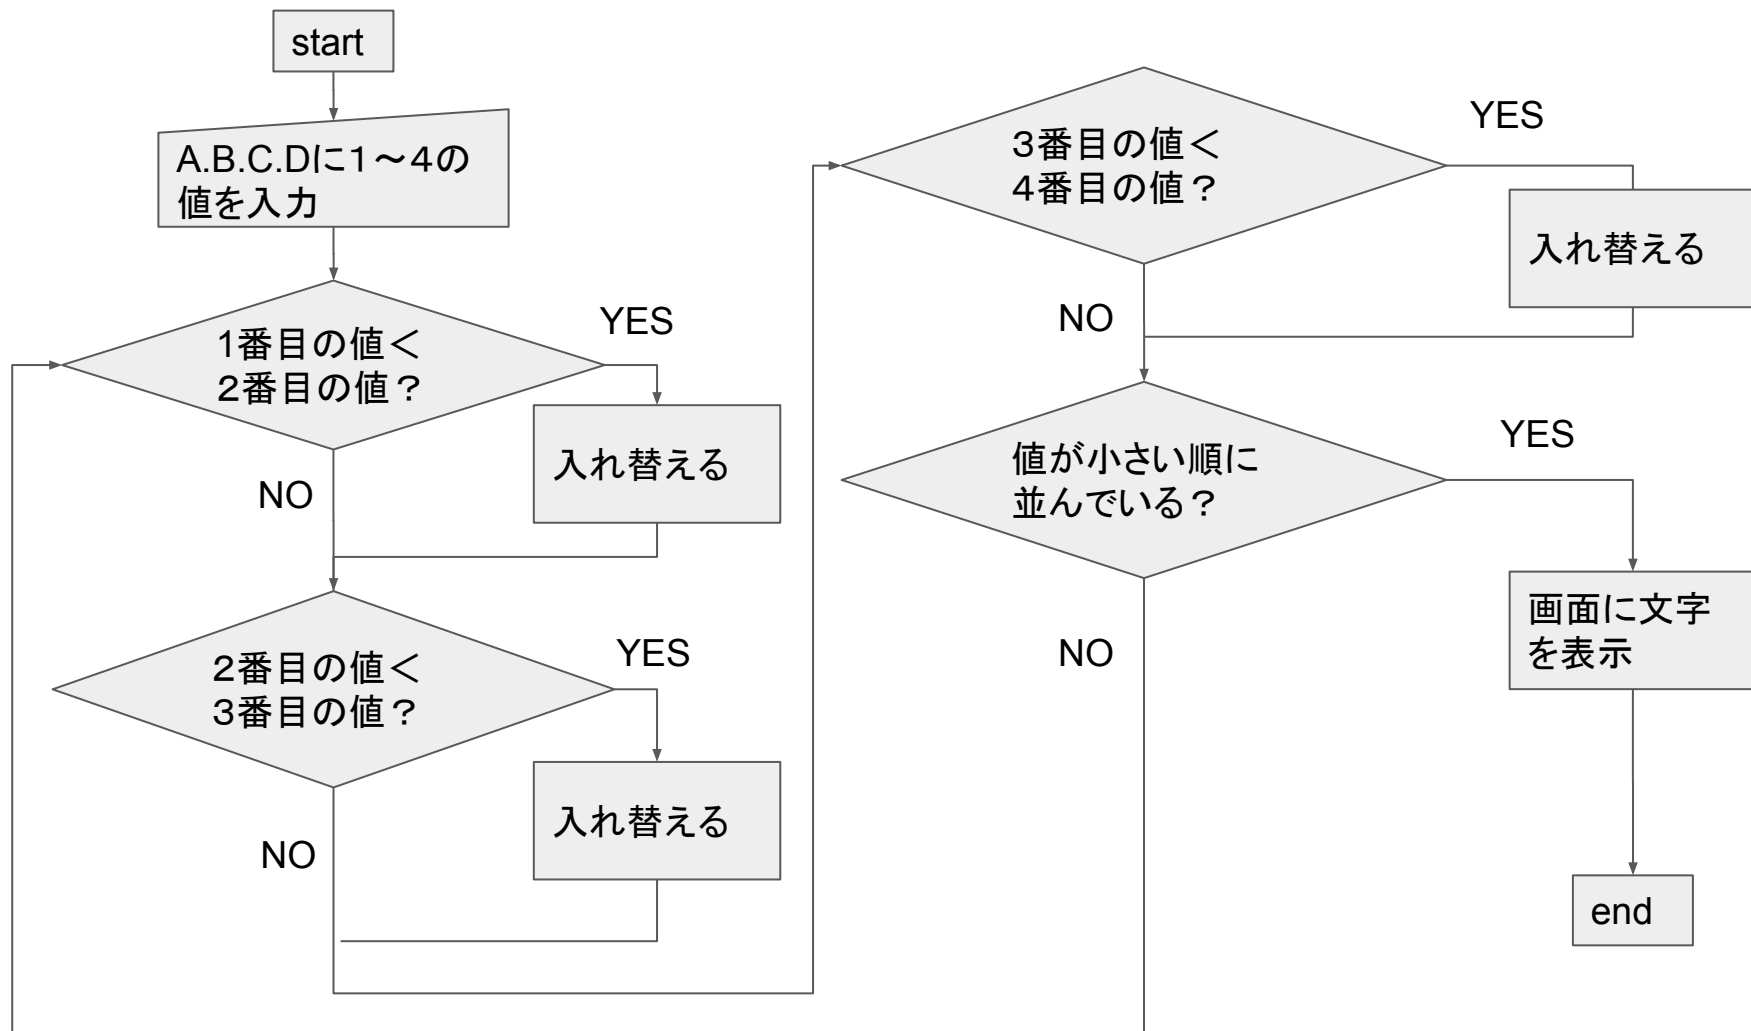 start
A.B.C.Dに１～４の
値を入力
1番目の値＜
２番目の値？
YES
入れ替える
NO
２番目の値＜
３番目の値？
YES
入れ替える
NO
３番目の値＜
４番目の値？
YES
入れ替える
NO
値が小さい順に
並んでいる？
YES
画面に文字
を表示
NO
end